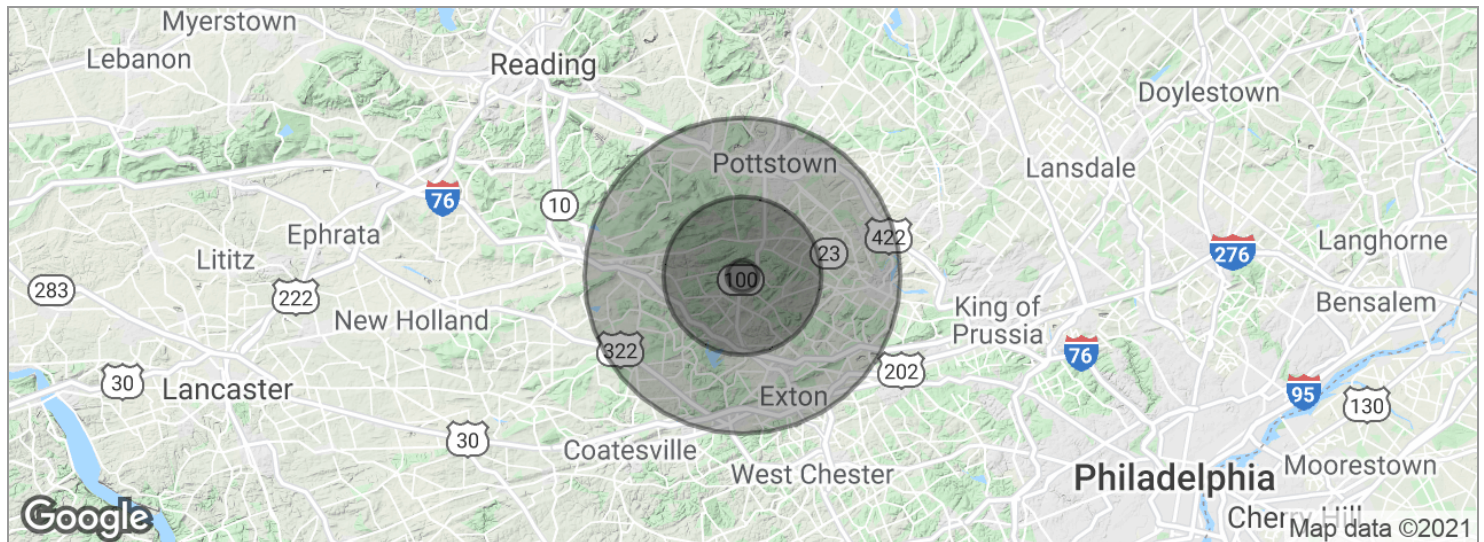 Myerstown
Lebanon
Reading
Doylestown
Pottstown
Lansdale
76
10
Ephrata
422
Langhorne
23
276
Lititz
100
283
222
Bensalem
King of
Prussia
New Holland
322
76
202
30
Lancaster
Exton
95
130
30
Coatesville
West Chester
Philadelphia
Moorestown
Google
Cherry Hill
Map data ©2021